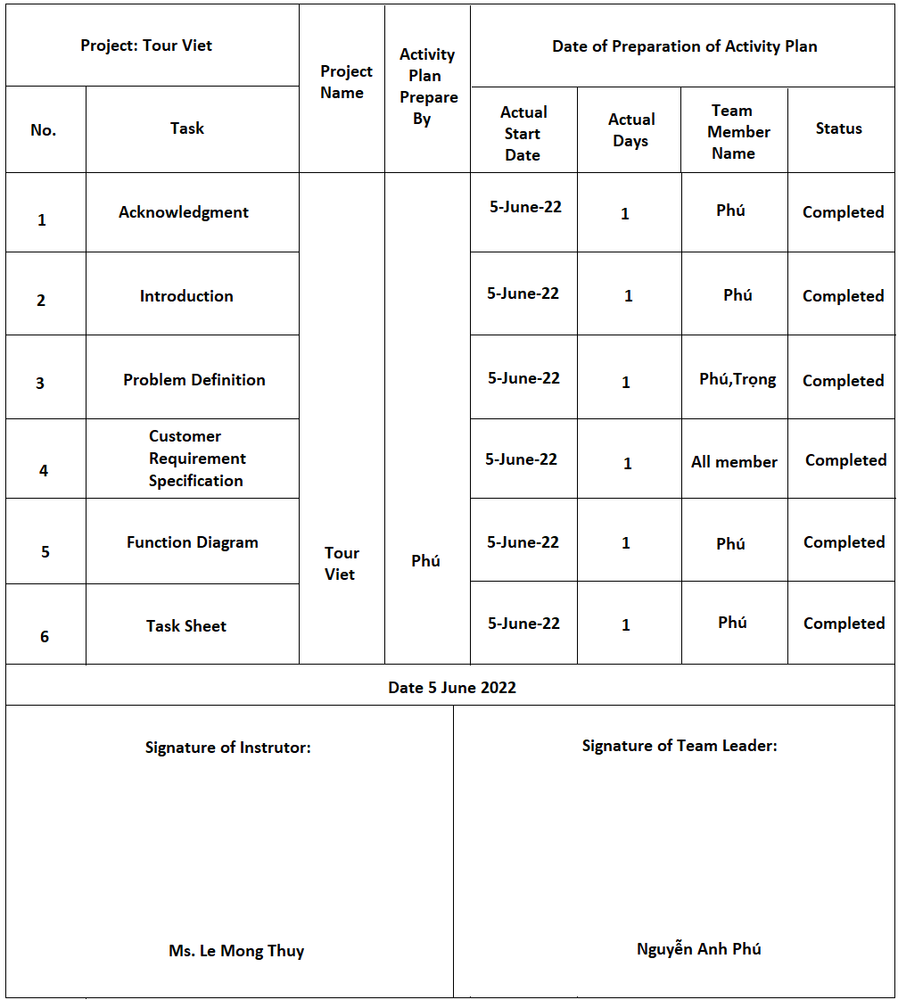 Project: Tour Viet
Project
Name
Activity
Plan
Prepare
By
Date of Preparation of Activity Plan
No.
Task
Actual
Start
Date
Actual
Days
Team
Member
Name
Status
1
Acknowledgment
5-June-22
1
Phú
Completed
2
Introduction
5-June-22
1
Phú
Completed
3
Problem Definition
5-June-22
1
Phú,Trọng
Completed
4
Customer
Requirement
Specification
5-June-22
1
All member
Completed
5
Function Diagram
Tour
Viet
Phú
5-June-22
1
Phú
Completed
6
Task Sheet
5-June-22
1
Phú
Completed
Date 5 June 2022
Signature of Instrutor:
Signature of Team Leader:
Ms. Le Mong Thuy
Nguyễn Anh Phú